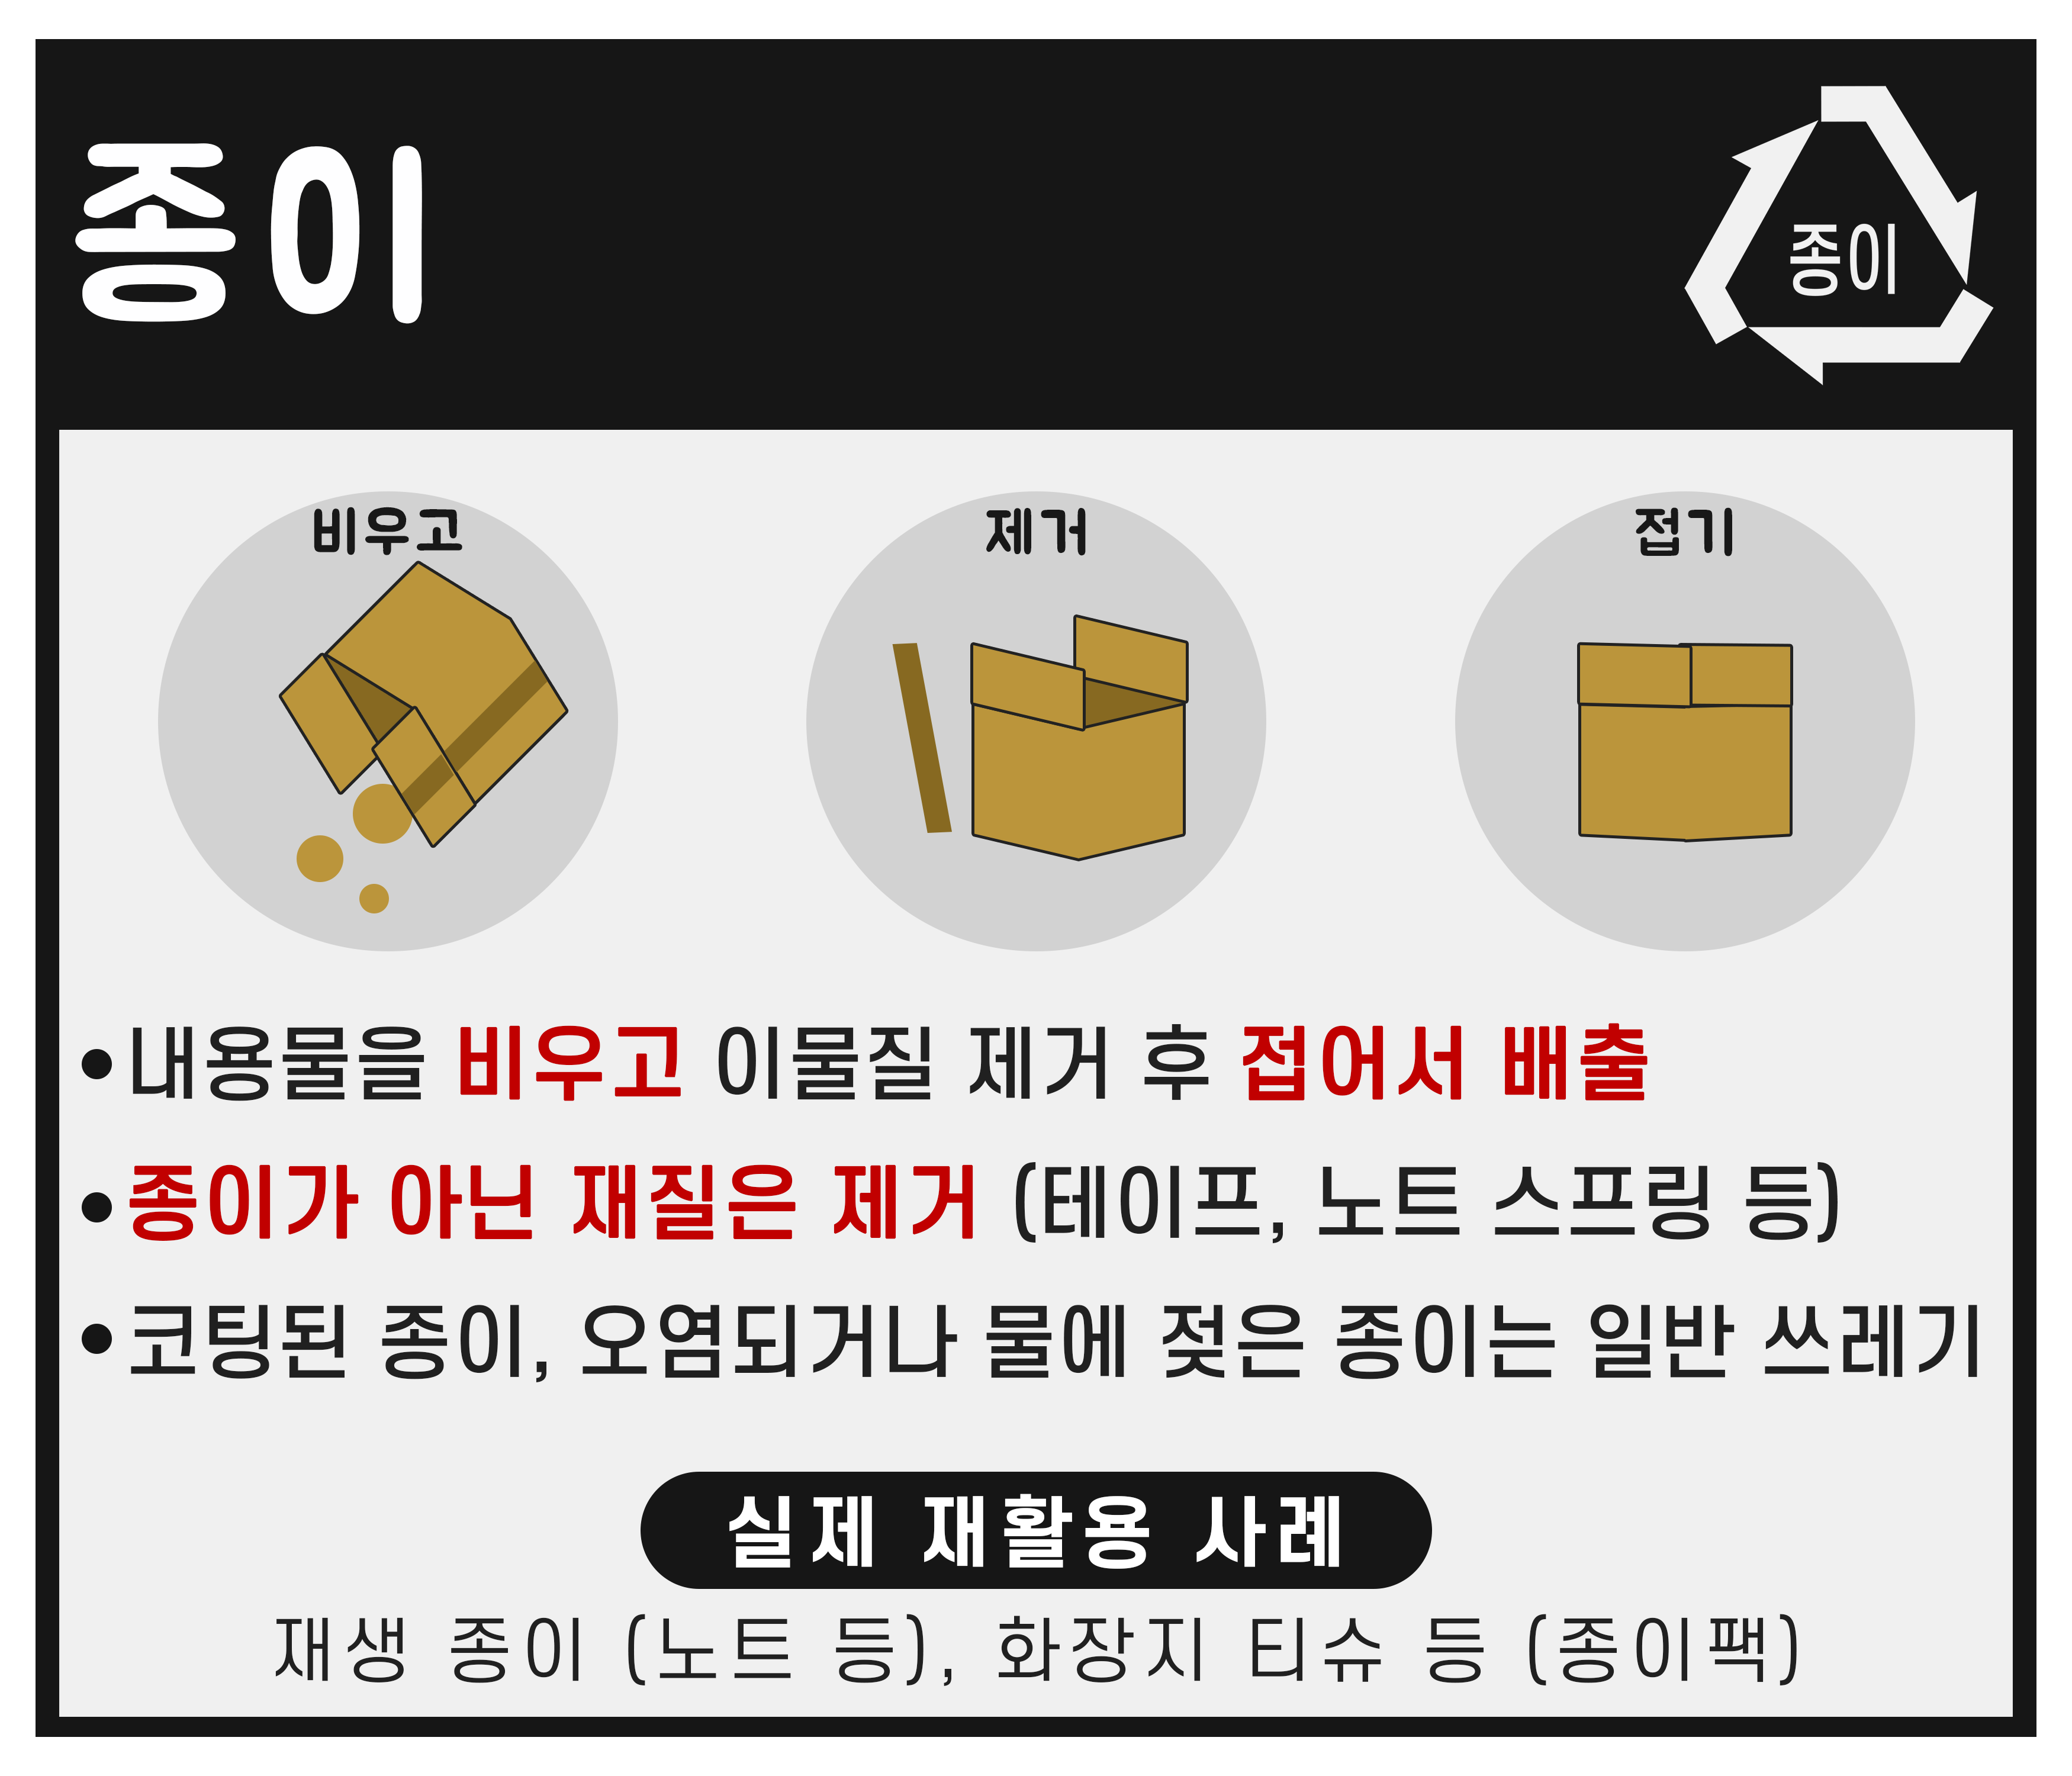 종이
종이
비우고
제거
접기
• 내용물을 비우고 이물질 제거 후 접어서 배출
• 종이가 아닌 재질은 제거 (테이프, 노트 스프링 등)
• 코팅된 종이, 오염되거나 물에 젖은종이는 일반 쓰레기
실제 재활용 사례
재생 종이 (노트 등), 화장지 티슈 등 (종이팩)